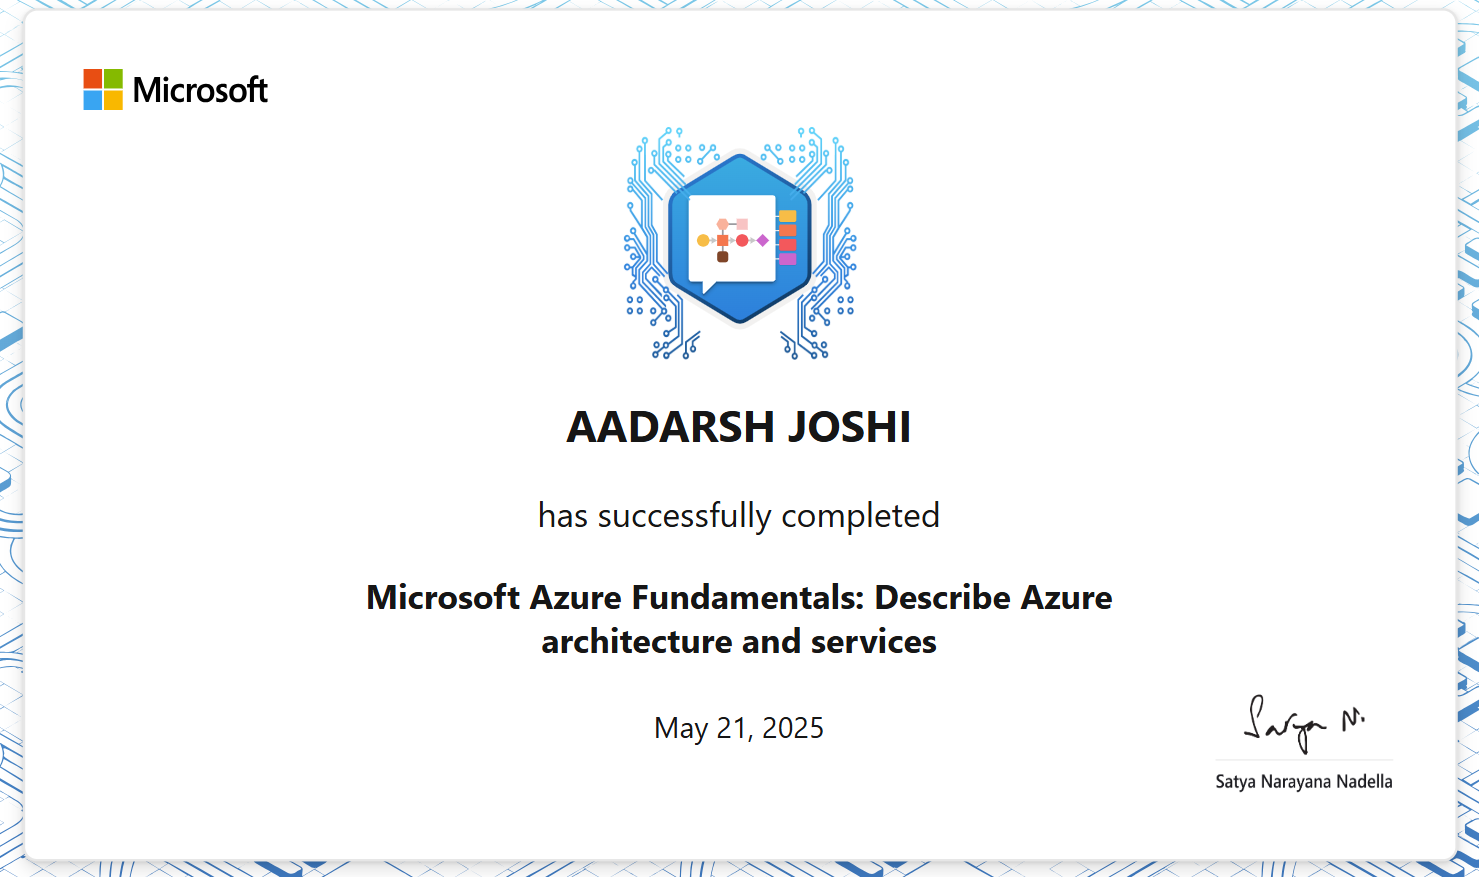 Microsoft
AADARSH JOSHI
has successfully completed
Microsoft Azure Fundamentals: Describe Azure
architecture and services
May 21, 2025
Satya N.
Satya Narayana Nadella